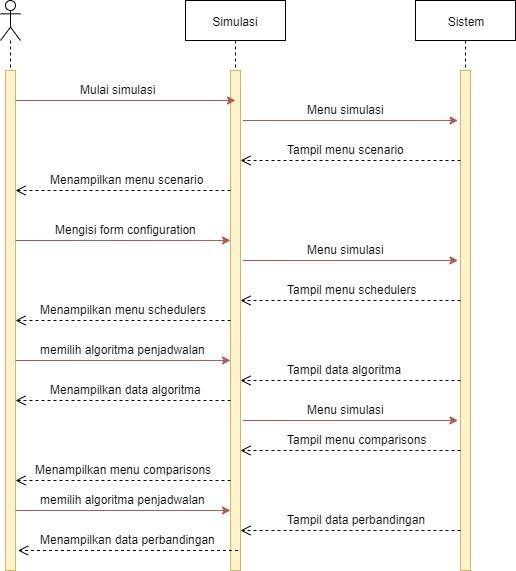 Simulasi
Sistem
Mulai simulasi
Menu simulasi
Tampil menu scenario
Menampilkan menu scenario
Mengisi form configuration
Menu simulasi
Tampil menu schedulers
Menampilkan menu schedulers
memilih algoritma penjadwalan
Tampil data algoritma
Menampilkan data algoritma
Menu simulasi
Tampil menu comparisons
Menampilkan menu comparisons
memilih algoritma penjadwalan
Tampil data perbandingan
Menampilkan data perbandingan